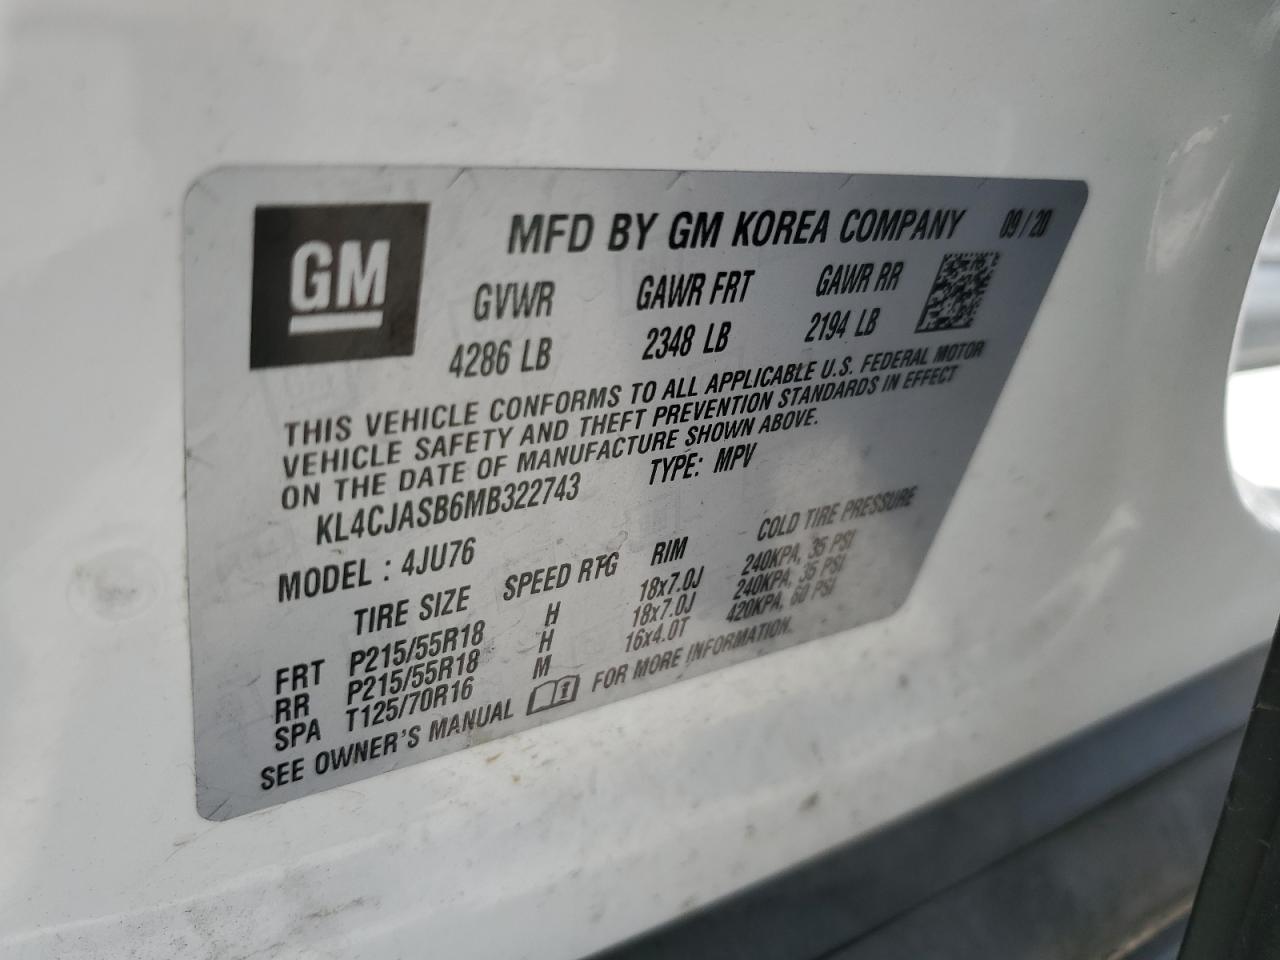 GM
MFD BY GM KOREA COMPANY 09/20
GVWR GAWR FRT GAWR RR
4286 LB 2348 LB 2194 LB
THIS VEHICLE CONFORMS TO ALL APPLICABLE U.S. FEDERAL MOTOR
VEHICLE SAFETY AND THEFT PREVENTION STANDARDS IN EFFECT
ON THE DATE OF MANUFACTURE SHOWN ABOVE.
KL4CJASB6MB322743 TYPE: MPV
MODEL : 4JU76
TIRE SIZE SPEED RTG RIM COLD TIRE PRESSURE
FRT P215/55R18 H 18x7.0J 240KPA, 35 PSI
RR P215/55R18 H 18x7.0J 240KPA, 35 PSI
SPA T125/70R16 M 16x4.0T 420KPA, 60 PSI
SEE OWNER'S MANUAL FOR MORE INFORMATION.